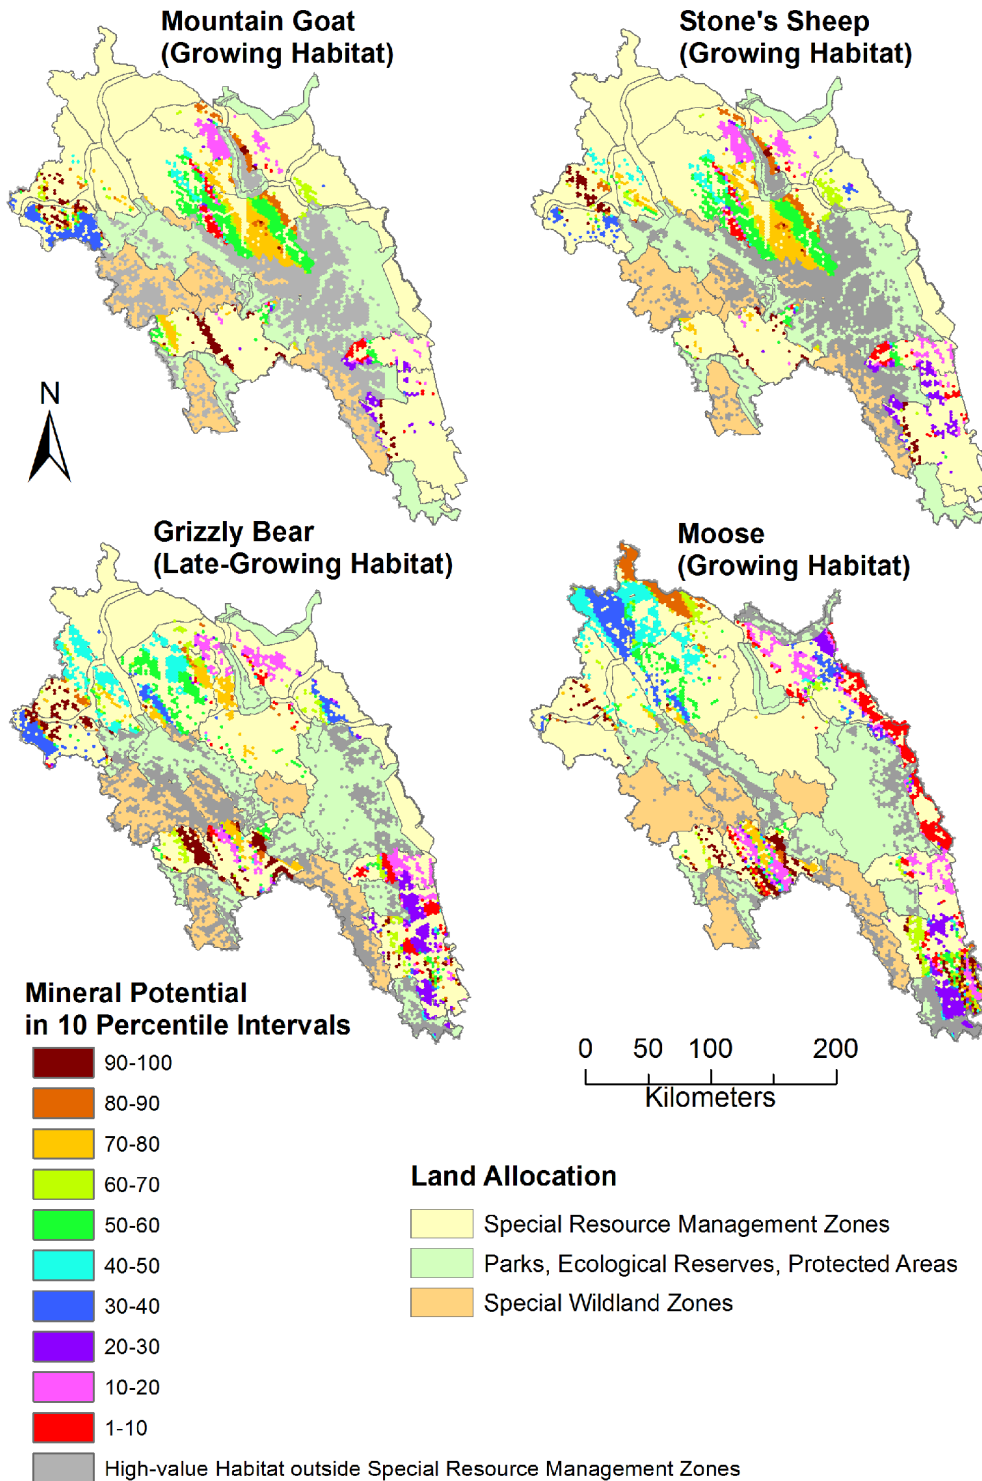 Mountain Goat
(Growing Habitat)
Stone's Sheep
(Growing Habitat)
N
Grizzly Bear
(Late-Growing Habitat)
Moose
(Growing Habitat)
Mineral Potential
in 10 Percentile Intervals
90-100
80-90
70-80
60-70
50-60
40-50
30-40
20-30
10-20
1-10
High-value Habitat outside Special Resource Management Zones
0 50 100 200
Kilometers
Land Allocation
Special Resource Management Zones
Parks, Ecological Reserves, Protected Areas
Special Wildland Zones